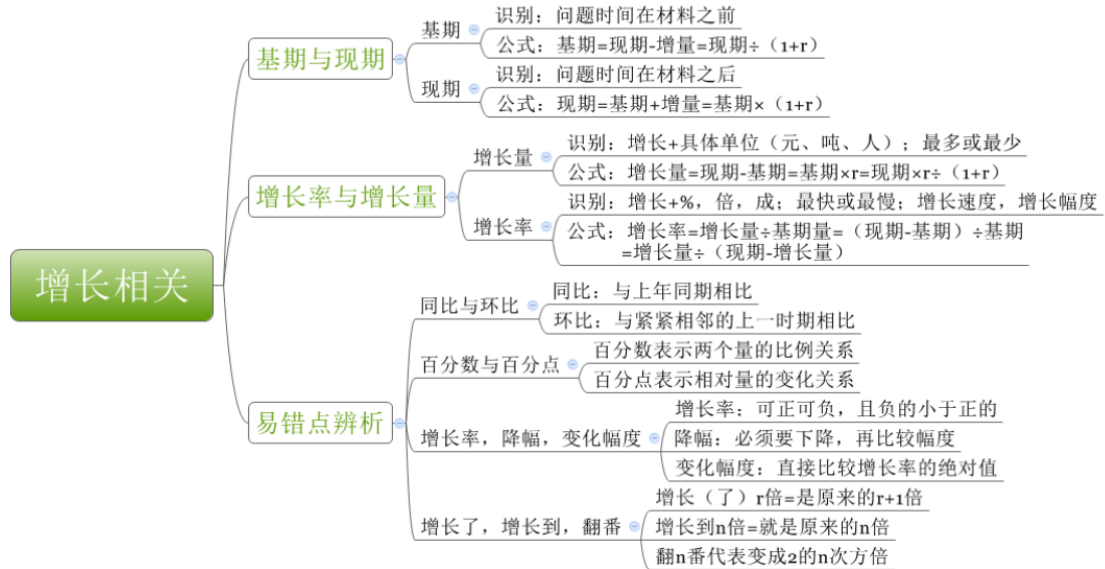 增长相关
基期与现期
基期
识别：问题时间在材料之前
公式：基期=现期-增量=现期÷（1+r）
现期
识别：问题时间在材料之后
公式：现期=基期+增量=基期×（1+r）
增长率与增长量
增长量
识别：增长+具体单位（元、吨、人）；最多或最少
公式：增长量=现期-基期=基期×r=现期×r÷（1+r）
增长率
识别：增长+%，倍，成；最快或最慢；增长速度，增长幅度
公式：增长率=增长量÷基期量=（现期-基期）÷基期
=增长量÷（现期-增长量）
易错点辨析
同比与环比
同比：与上年同期相比
环比：与紧紧相邻的上一时期相比
百分数与百分点
百分数表示两个量的比例关系
百分点表示相对量的变化关系
增长率，降幅，变化幅度
增长率：可正可负，且负的小于正的
降幅：必须要下降，再比较幅度
变化幅度：直接比较增长率的绝对值
增长了，增长到，翻番
增长（了）r倍=是原来的r+1倍
增长到n倍=就是原来的n倍
翻n番代表变成2的n次方倍